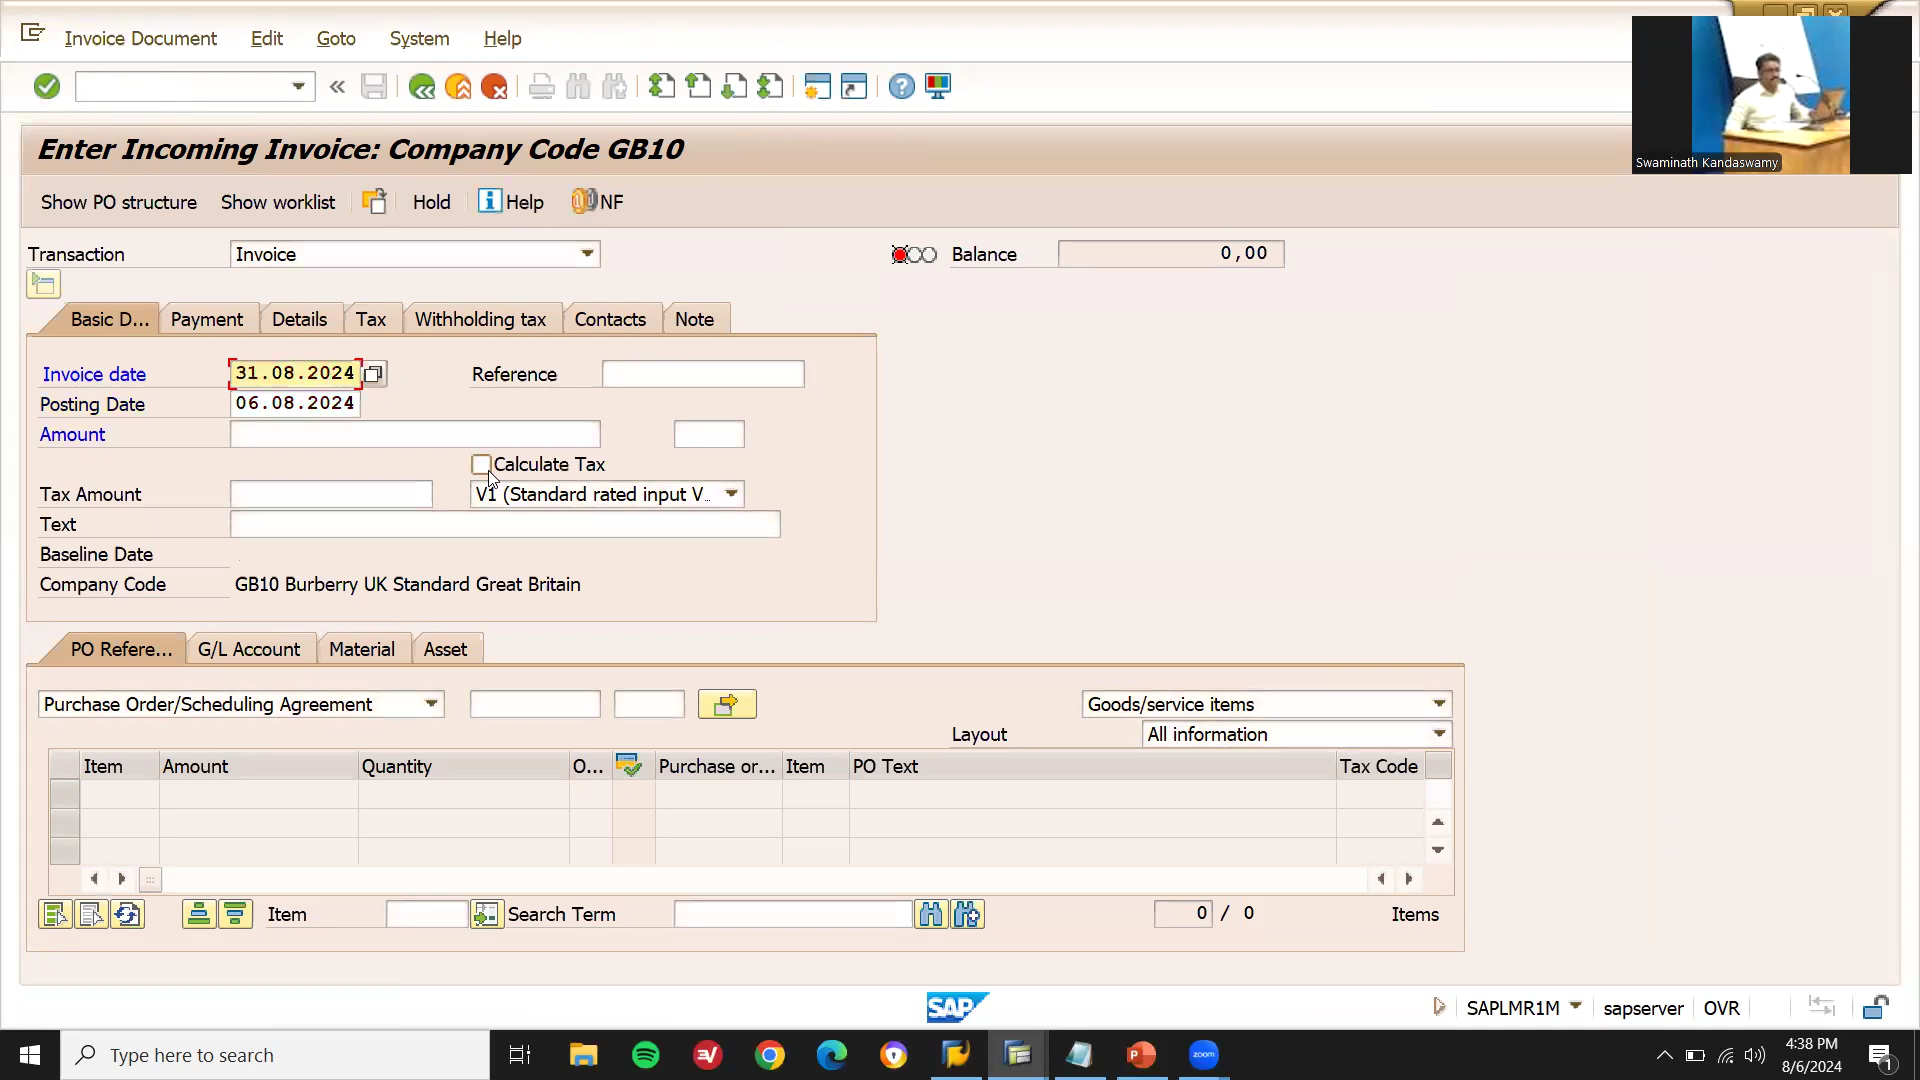 Invoice Document Edit Goto System Help
Enter Incoming Invoice: Company Code GB10
Swaminath Kandaswamy
Show PO structure Show worklist Hold Help NF
Transaction Invoice Balance 0,00
Basic D... Payment Details Tax Withholding tax Contacts Note
Invoice date 31.08.2024 Reference
Posting Date 06.08.2024
Amount
Calculate Tax
Tax Amount V1 (Standard rated input V...
Text
Baseline Date
Company Code GB10 Burberry UK Standard Great Britain
PO Refere... G/L Account Material Asset
Purchase Order/Scheduling Agreement Goods/service items
Layout All information
Item Amount Quantity O... Purchase or... Item PO Text Tax Code
Item Search Term 0 / 0 Items
SAP SAPLMR1M sapserver OVR
Type here to search zoom 4:38 PM
8/6/2024 1